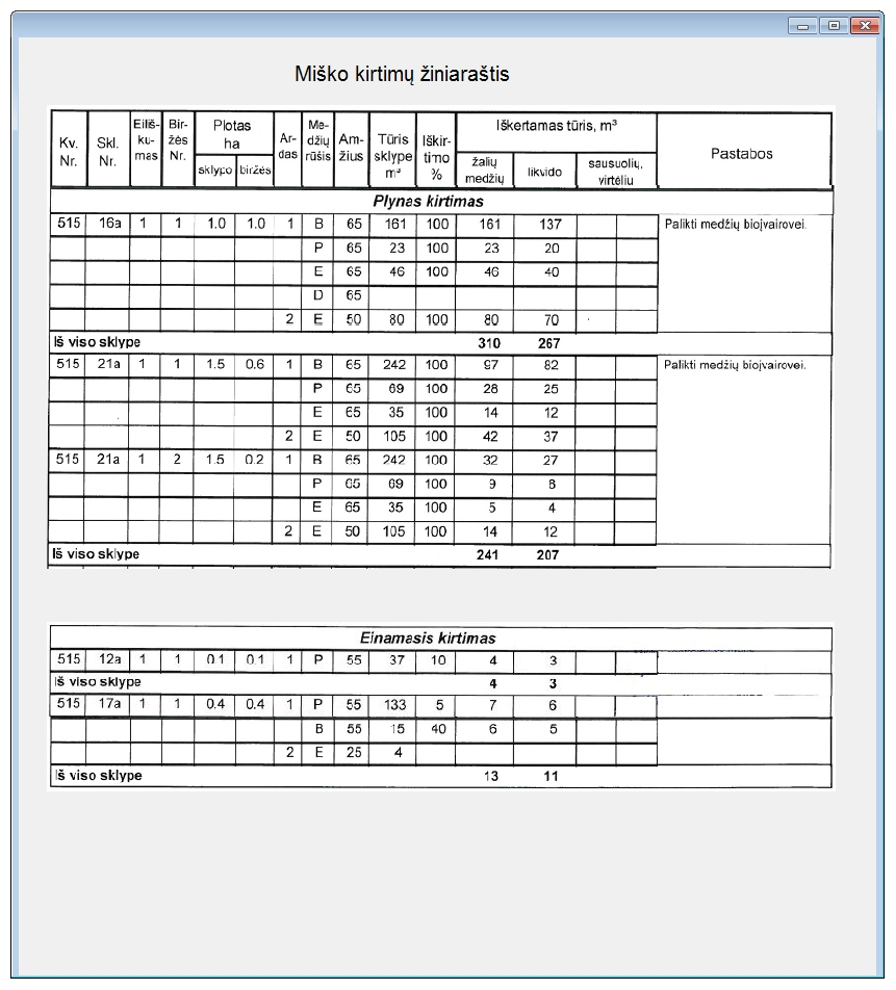 Miško kirtimų žiniaraštis
Kv. Nr. Skl. Nr. Eiliš-ku-mas Bir-žės Nr. Plotas ha sklypo biržės Ar-das Me-džių rūšis Am-žius Tūris sklype m³ Iškir-timo % Iškertamas tūris, m³ žalių medžių likvido sausuolių, virtėlių Pastabos
Plynas kirtimas
515 16a 1 1 1.0 1.0 1 B 65 161 100 161 137 Palikti medžių biojvairovei.
P 65 23 100 23 20
E 65 46 100 46 40
D 65
2 E 50 80 100 80 70
Iš viso sklype 310 267
515 21a 1 1 1.5 0.6 1 B 65 242 100 97 82 Palikti medžių biojvairovei.
P 65 69 100 28 25
E 65 35 100 14 12
2 E 50 105 100 42 37
515 21a 1 2 1.5 0.2 1 B 65 242 100 32 27
P 65 69 100 9 8
E 65 35 100 5 4
2 E 50 105 100 14 12
Iš viso sklype 241 207
Einamasis kirtimas
515 12a 1 1 0.1 0.1 1 P 55 37 10 4 3
Iš viso sklype 4 3
515 17a 1 1 0.4 0.4 1 P 55 133 5 7 6
B 55 15 40 6 5
2 E 25 4
Iš viso sklype 13 11